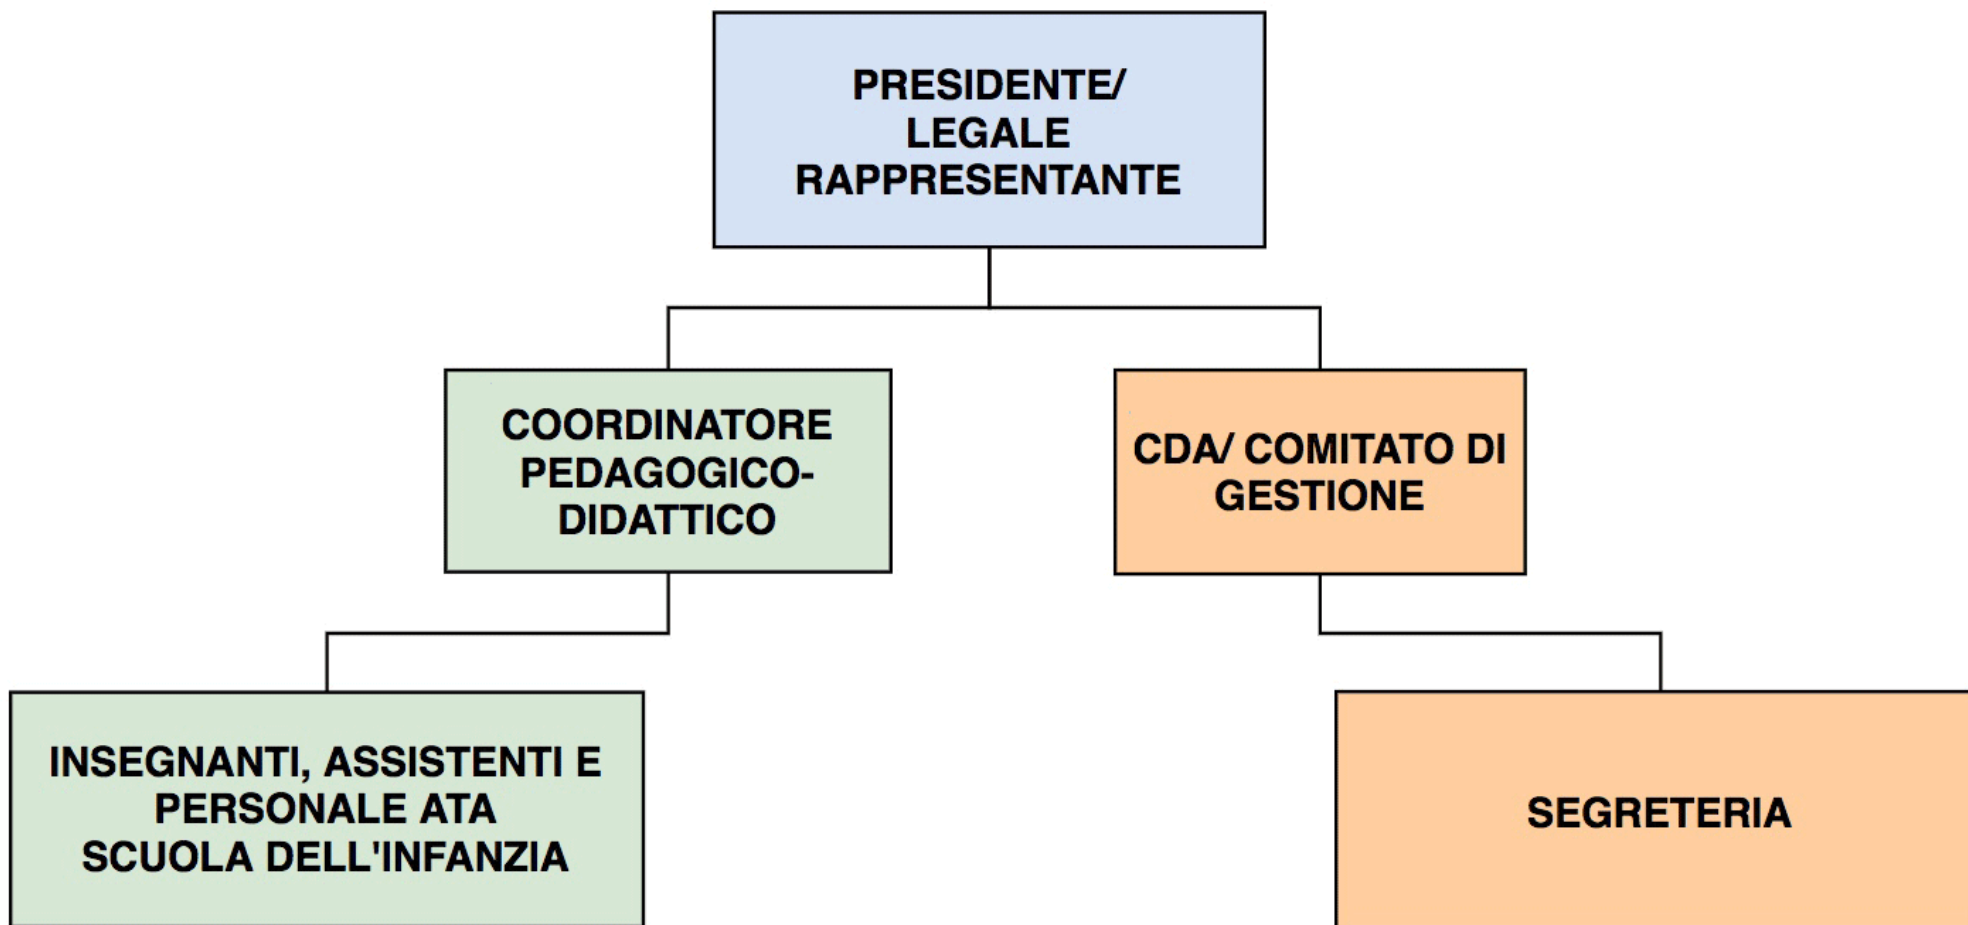 PRESIDENTE/
LEGALE
RAPPRESENTANTE
COORDINATORE
PEDAGOGICO-
DIDATTICO
CDA/ COMITATO DI
GESTIONE
INSEGNANTI, ASSISTENTI E
PERSONALE ATA
SCUOLA DELL'INFANZIA
SEGRETERIA